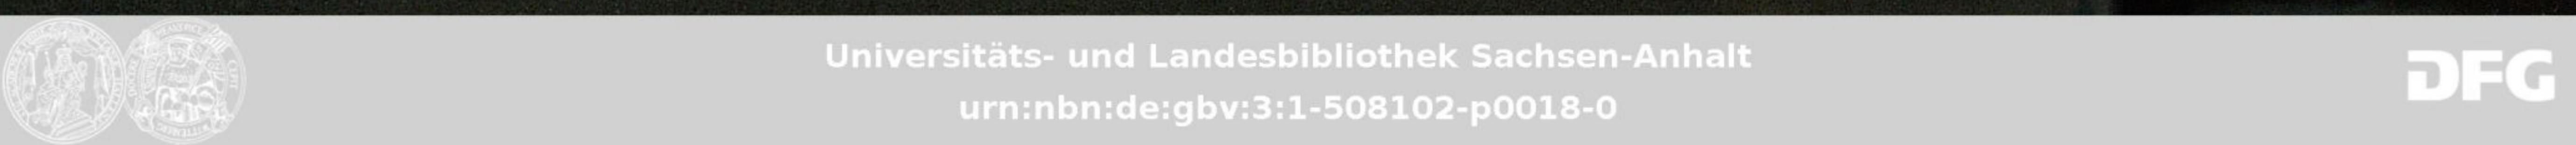 Universitäts- und Landesbibliothek Sachsen-Anhalt
urn:nbn:de:gbv:3:1-508102-p0018-0
DFG